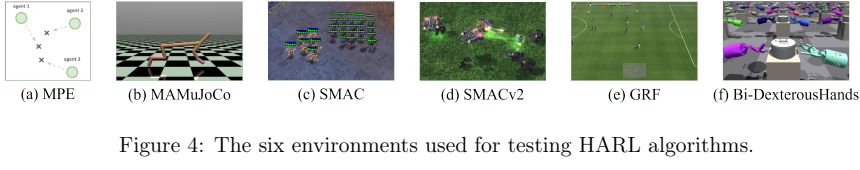 agent 1
agent 2
agent 3
(a) MPE
(b) MAMuJoCo
(c) SMAC
(d) SMACv2
(e) GRF
(f) Bi-DexterousHands
Figure 4: The six environments used for testing HARL algorithms.